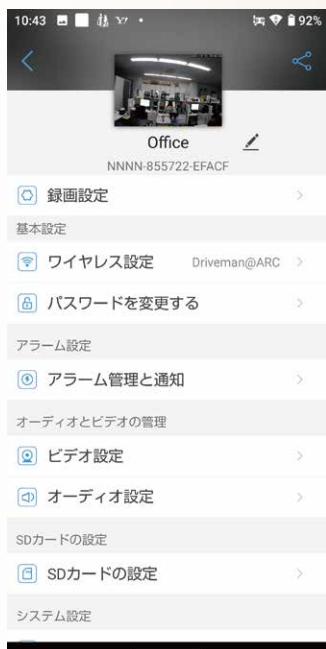 10:43 92%
Office
NNNN-855722-EFACF
録画設定
基本設定
ワイヤレス設定 Driveman@ARC
パスワードを変更する
アラーム設定
アラーム管理と通知
オーディオとビデオの管理
ビデオ設定
オーディオ設定
SDカードの設定
SDカードの設定
システム設定